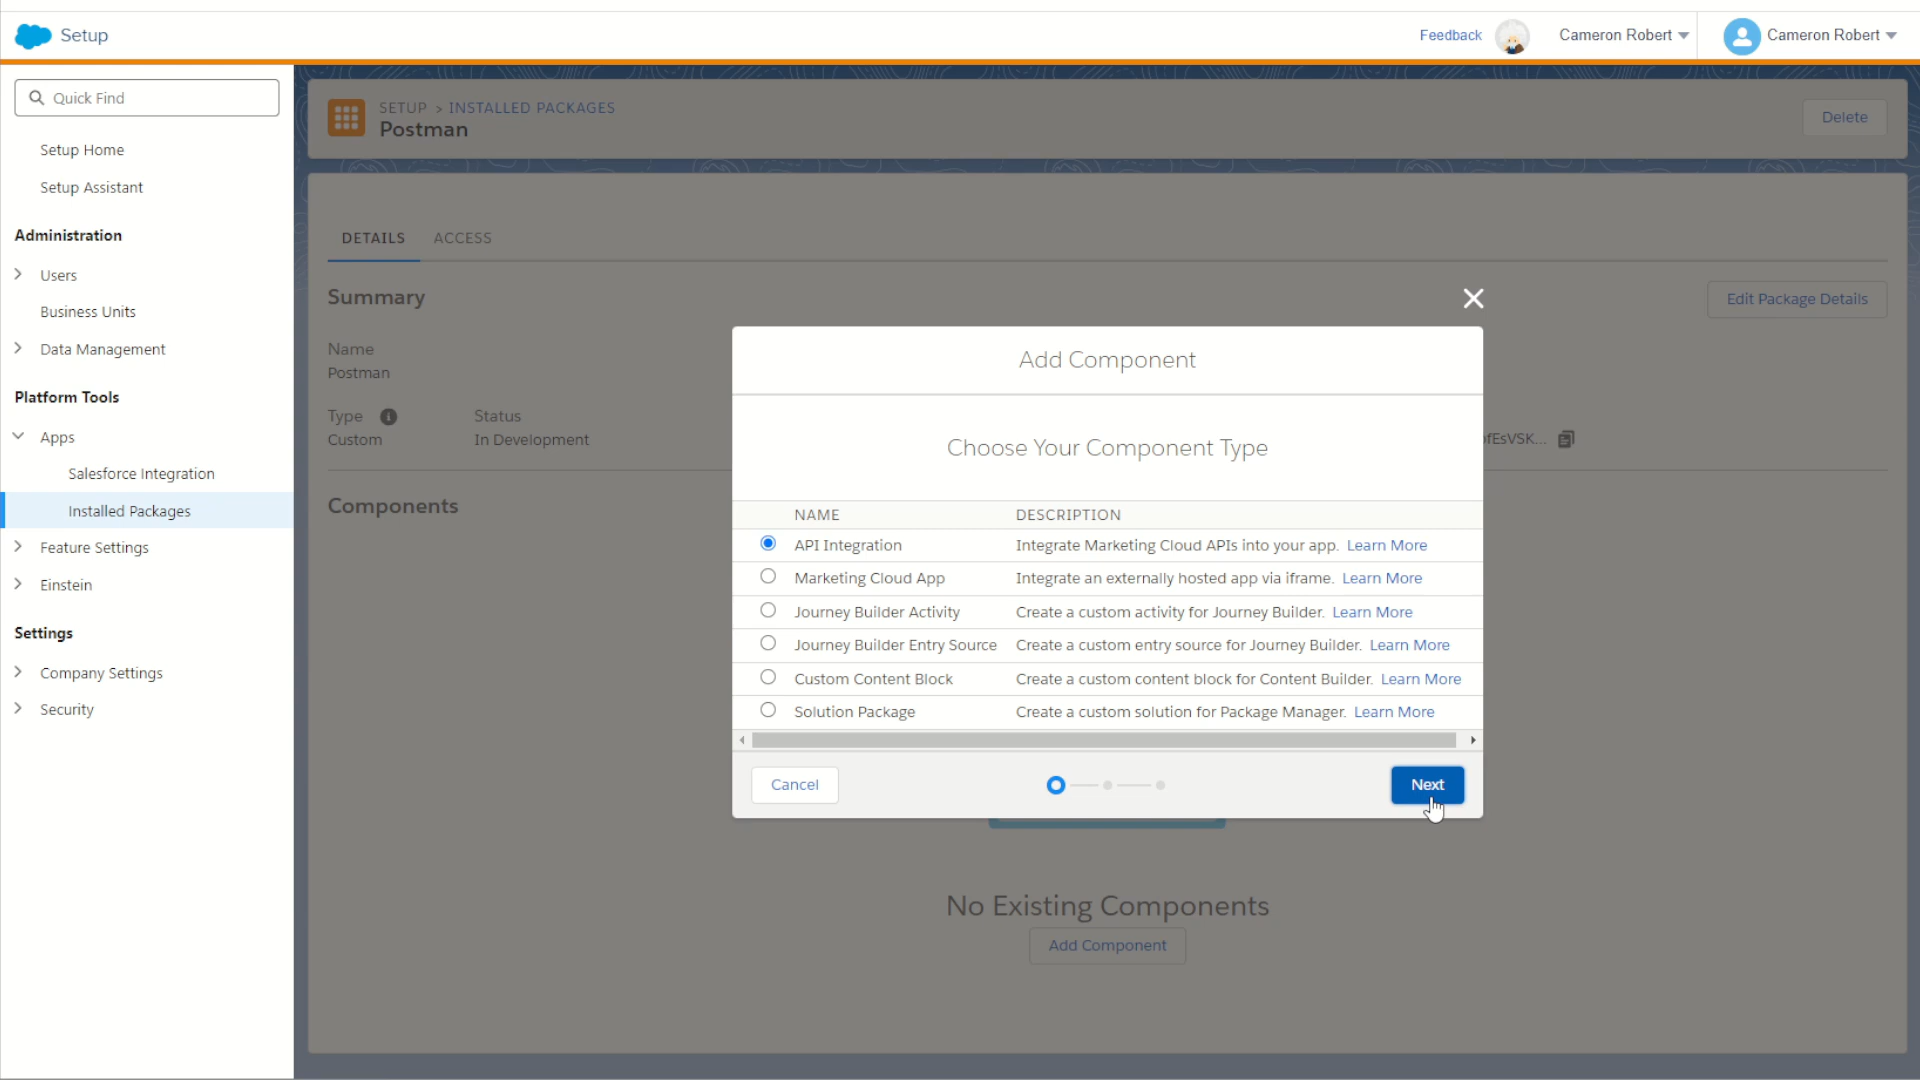 Setup
Feedback
Cameron Robert
Cameron Robert
Quick Find
Setup Home
Setup Assistant
Administration
Users
Business Units
Data Management
Platform Tools
Apps
Salesforce Integration
Installed Packages
Feature Settings
Einstein
Settings
Company Settings
Security
SETUP > INSTALLED PACKAGES
Postman
Delete
DETAILS ACCESS
Summary
Edit Package Details
Name
Postman
Type Status
Custom In Development
fEsVSK...
Components
Add Component
Choose Your Component Type
NAME DESCRIPTION
API Integration Integrate Marketing Cloud APIs into your app. Learn More
Marketing Cloud App Integrate an externally hosted app via iframe. Learn More
Journey Builder Activity Create a custom activity for Journey Builder. Learn More
Journey Builder Entry Source Create a custom entry source for Journey Builder. Learn More
Custom Content Block Create a custom content block for Content Builder. Learn More
Solution Package Create a custom solution for Package Manager. Learn More
Cancel
Next
No Existing Components
Add Component